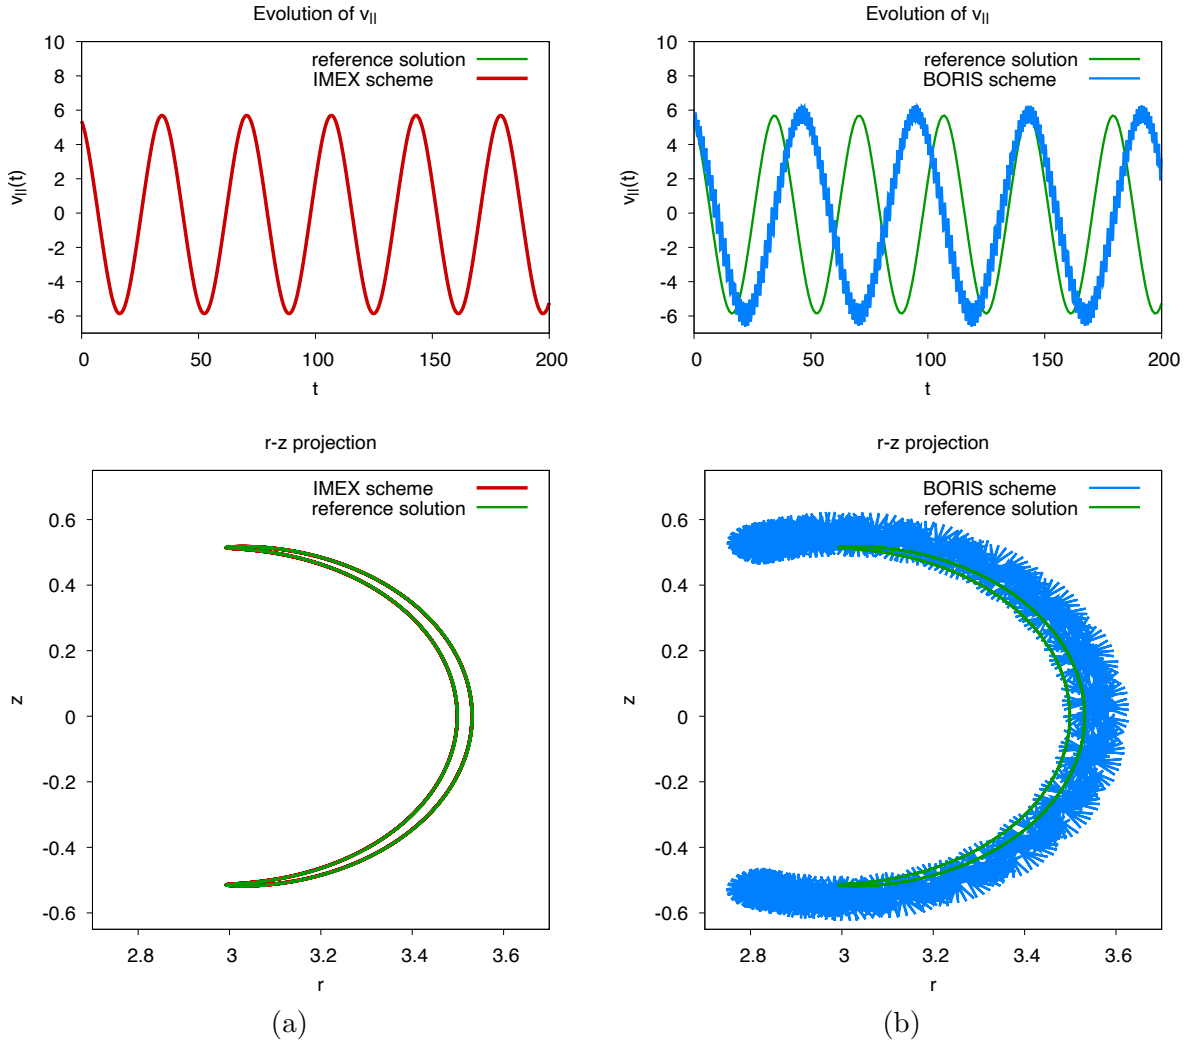 Evolution of v||
reference solution
IMEX scheme
10
8
6
4
2
0
-2
-4
-6
v||(t)
0
50
100
150
200
t
Evolution of v||
reference solution
BORIS scheme
10
8
6
4
2
0
-2
-4
-6
v||(t)
0
50
100
150
200
t
r-z projection
IMEX scheme
reference solution
0.6
0.4
0.2
0
-0.2
-0.4
-0.6
z
2.8
3
3.2
3.4
3.6
r
(a)
r-z projection
BORIS scheme
reference solution
0.6
0.4
0.2
0
-0.2
-0.4
-0.6
z
2.8
3
3.2
3.4
3.6
r
(b)